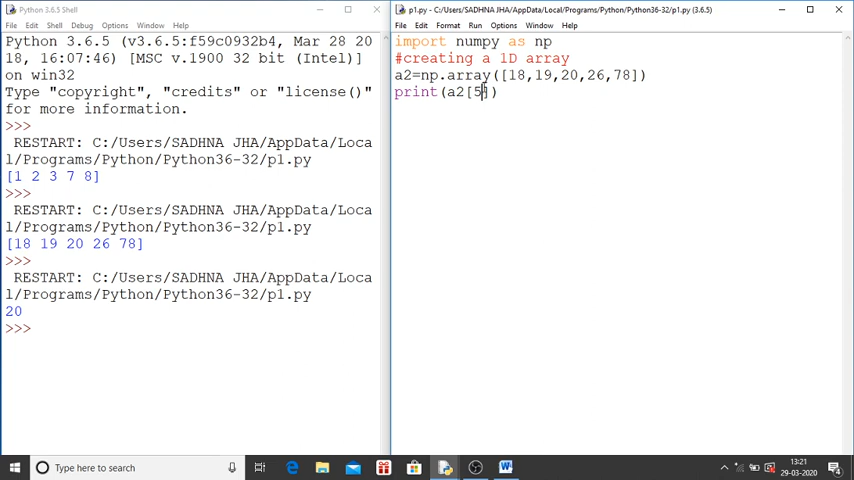 Python 3.6.5 Shell
File Edit Shell Debug Options Window Help
Python 3.6.5 (v3.6.5:f59c0932b4, Mar 28 20
18, 16:07:46) [MSC v.1900 32 bit (Intel)]
on win32
Type "copyright", "credits" or "license()"
for more information.
>>>
RESTART: C:/Users/SADHNA JHA/AppData/Loca
l/Programs/Python/Python36-32/p1.py
[1 2 3 7 8]
>>>
RESTART: C:/Users/SADHNA JHA/AppData/Loca
l/Programs/Python/Python36-32/p1.py
[18 19 20 26 78]
>>>
RESTART: C:/Users/SADHNA JHA/AppData/Loca
l/Programs/Python/Python36-32/p1.py
20
>>>
p1.py - C:/Users/SADHNA JHA/AppData/Local/Programs/Python/Python36-32/p1.py (3.6.5)
File Edit Format Run Options Window Help
import numpy as np
#creating a 1D array
a2=np.array([18,19,20,26,78])
print(a2[5])
Type here to search
13:21
29-03-2020
4